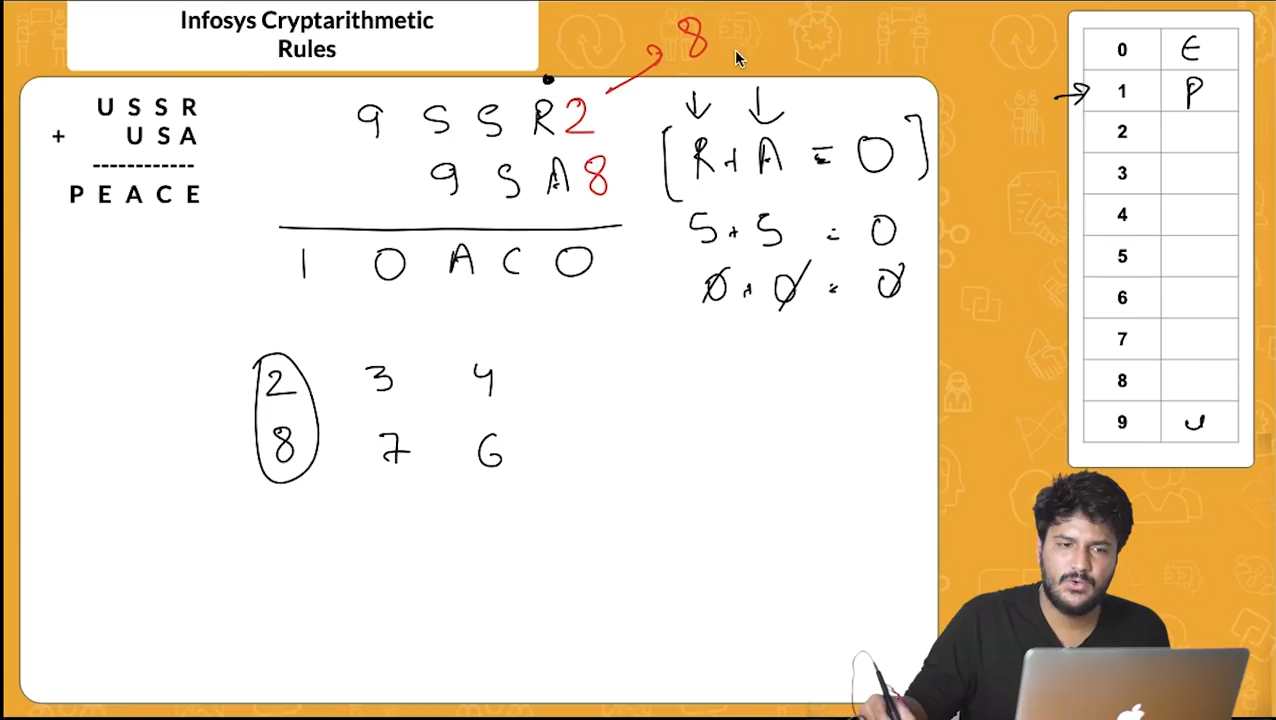 Infosys Cryptarithmetic
Rules
U S S R
+ U S A
------------
P E A C E
9 S S R 2 8
9 S A 8
1 0 A C 0
[R + A = 0]
5 + 5 = 0
0 + 0 = 0
2 3 4
8 7 6
0 E
1 P
2
3
4
5
6
7
8
9 U